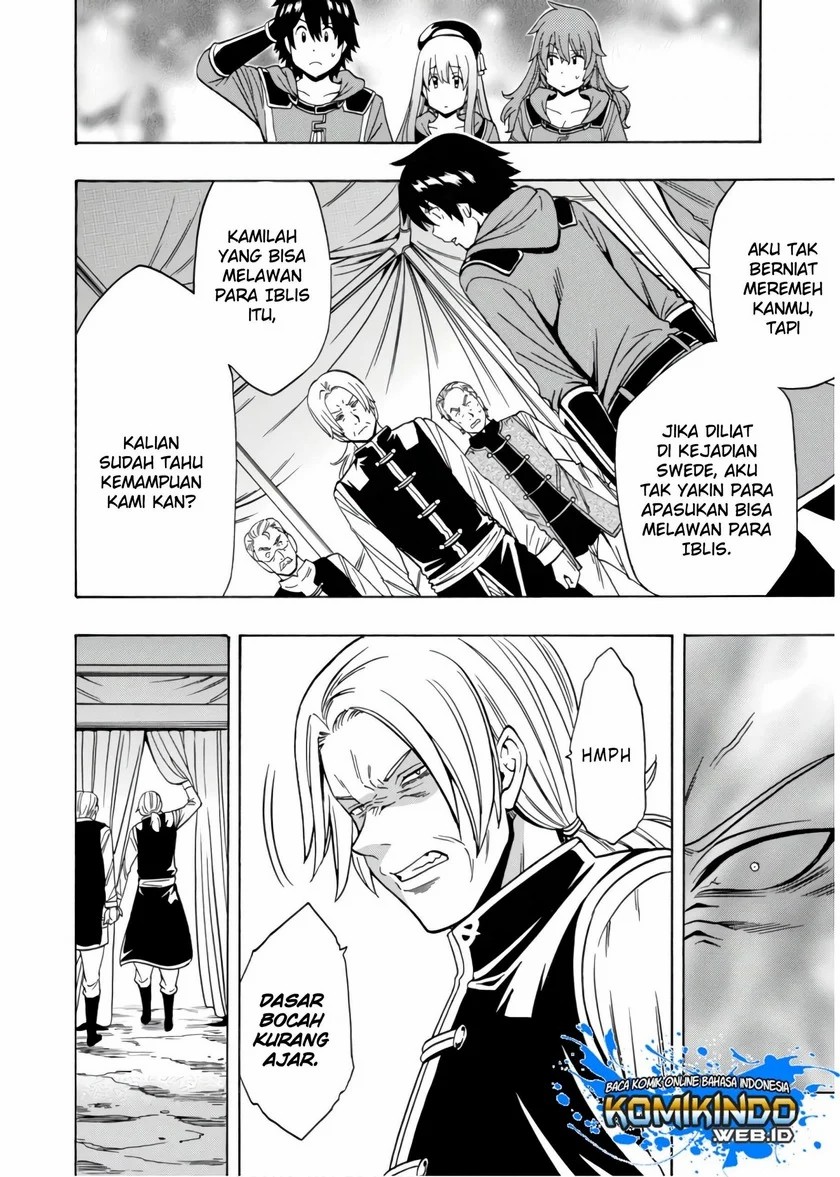 AKU TAK
BERNIAT
MEREMEH
KANMU,
TAPI
JIKA DILIAT
DI KEJADIAN
SWEDE, AKU
TAK YAKIN PARA
APASUKAN BISA
MELAWAN PARA
IBLIS.
KAMILAH
YANG BISA
MELAWAN
PARA IBLIS
ITU,
KALIAN
SUDAH TAHU
KEMAMPUAN
KAMI KAN?
HMPH
DASAR
BOCAH
KURANG
AJAR.
BACA KOMIK ONLINE BAHASA INDONESIA
KOMIKINDO
WEB.ID